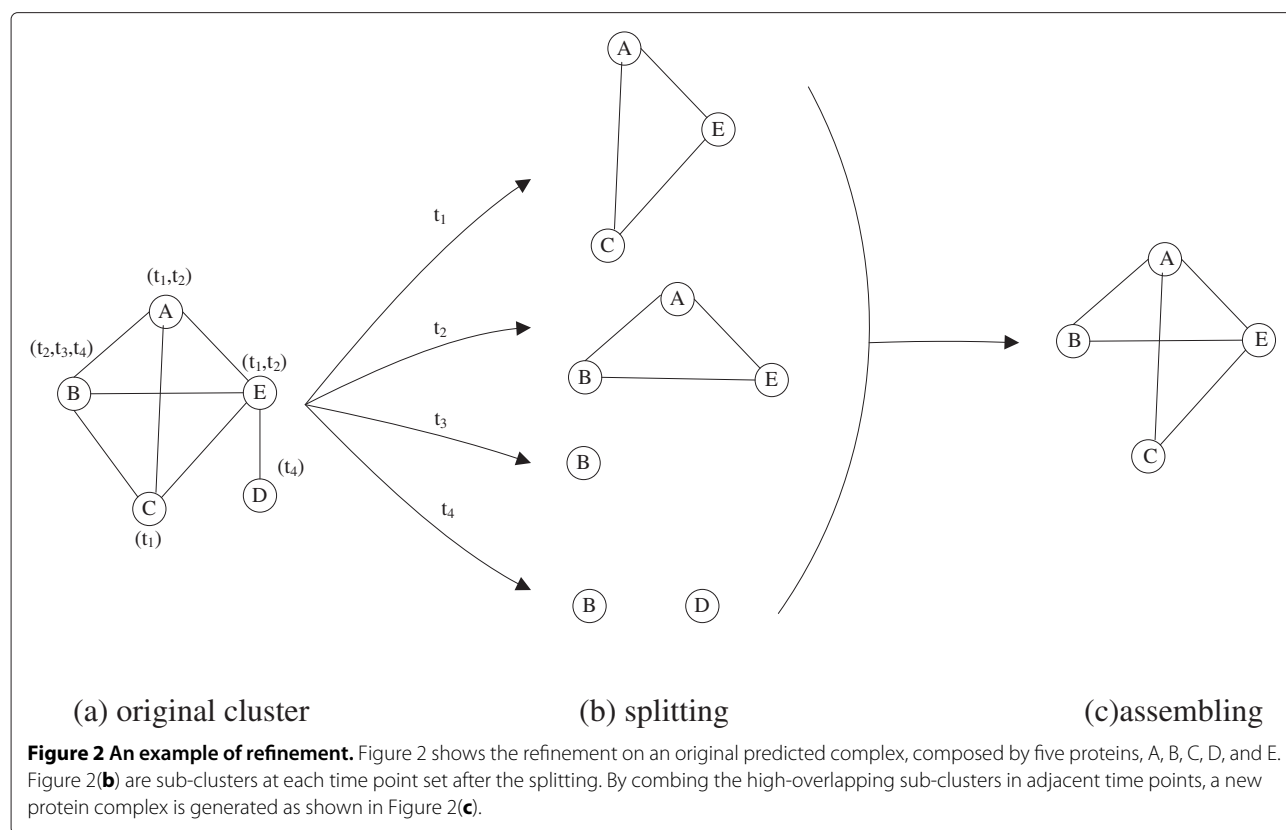 A
E
C
t₁
(t₁,t₂)
A
(t₂,t₃,t₄)
B
(t₁,t₂)
E
C
(t₁)
(t₄)
D
t₂
A
B
E
t₃
B
t₄
B
D
A
B
E
C
(a) original cluster
(b) splitting
(c)assembling
Figure 2 An example of refinement. Figure 2 shows the refinement on an original predicted complex, composed by five proteins, A, B, C, D, and E.
Figure 2(b) are sub-clusters at each time point set after the splitting. By combing the high-overlapping sub-clusters in adjacent time points, a new
protein complex is generated as shown in Figure 2(c).